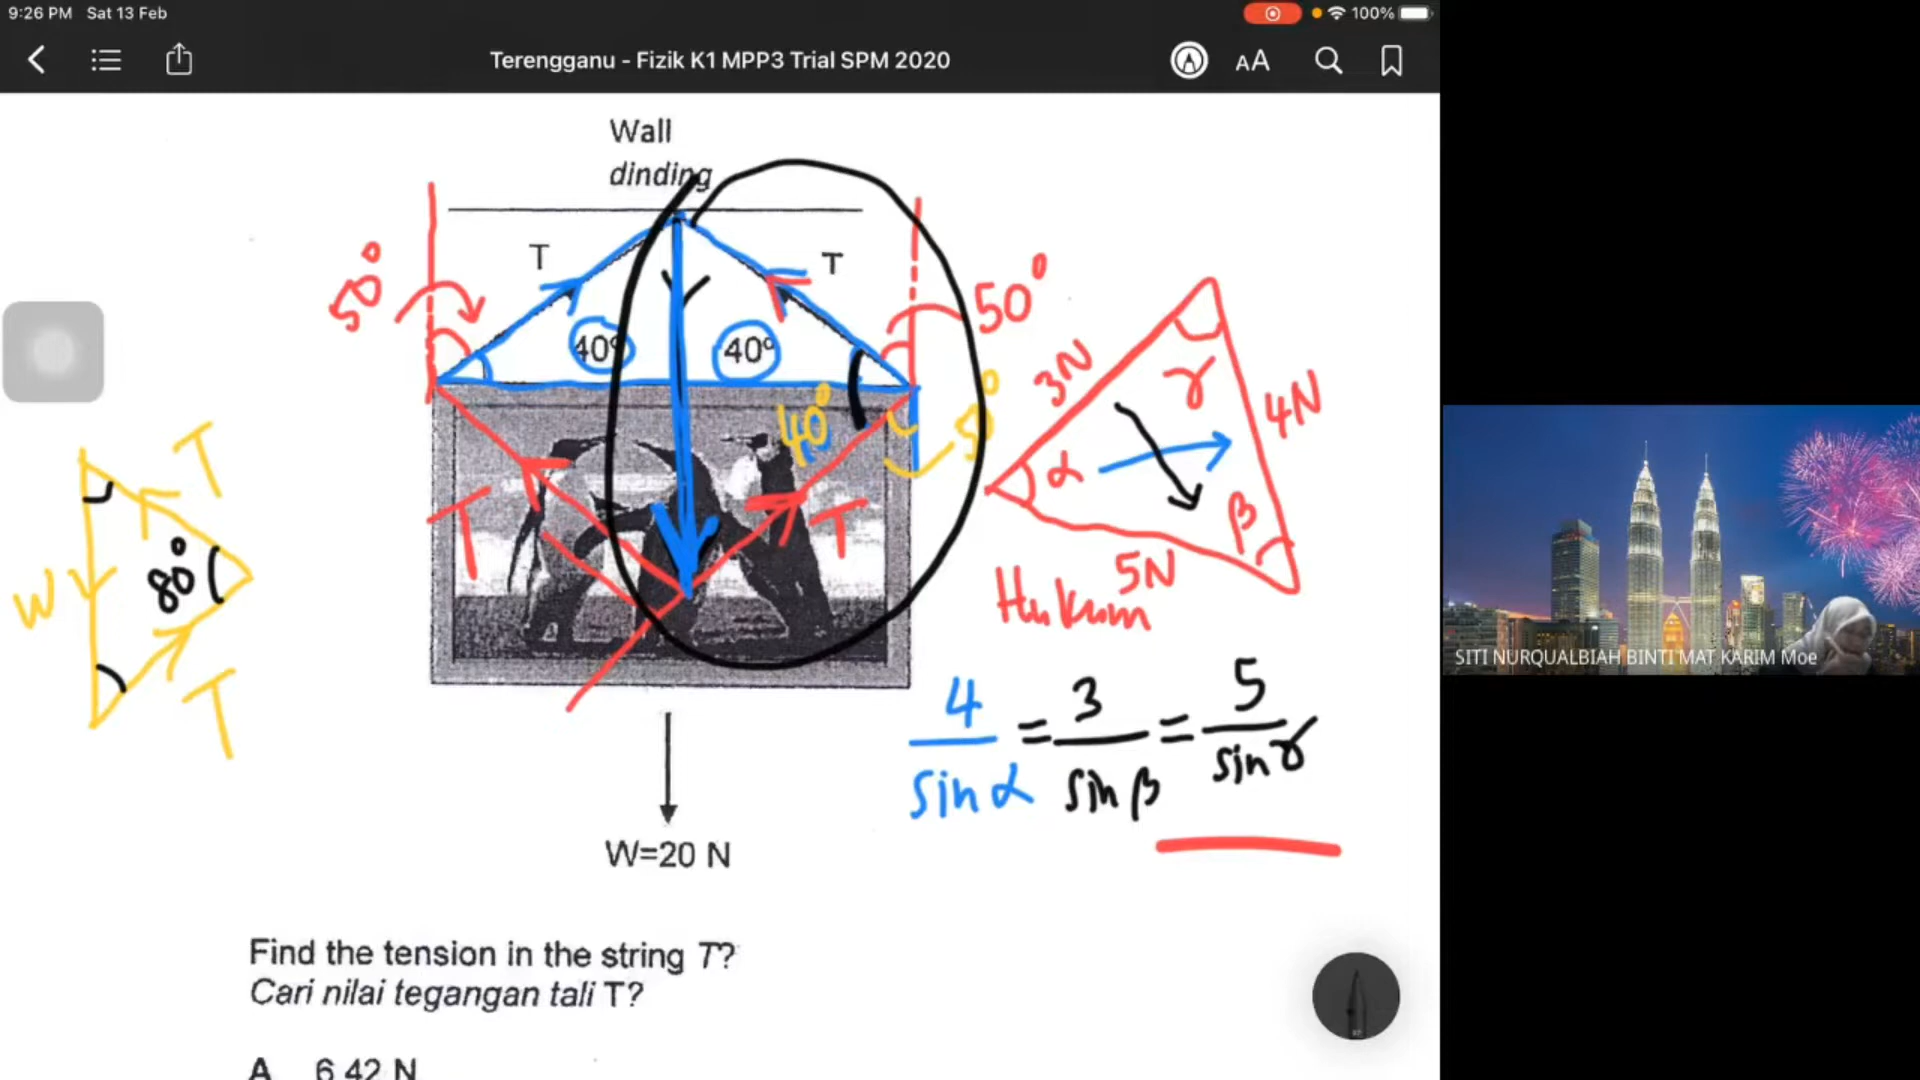 9:26 PM Sat 13 Feb
100%
Terengganu - Fizik K1 MPP3 Trial SPM 2020
AA
Wall
dinding
T
T
50°
50°
40°
40°
40°
T
T
T
W
80°
T
3N
γ
4N
α
β
5N
Hukum
4/sin α = 3/sin β = 5/sin γ
SITI NURQUALBIAH BINTI MAT KARIM Moe
W=20 N
Find the tension in the string T?
Cari nilai tegangan tali T?
A 6.42 N